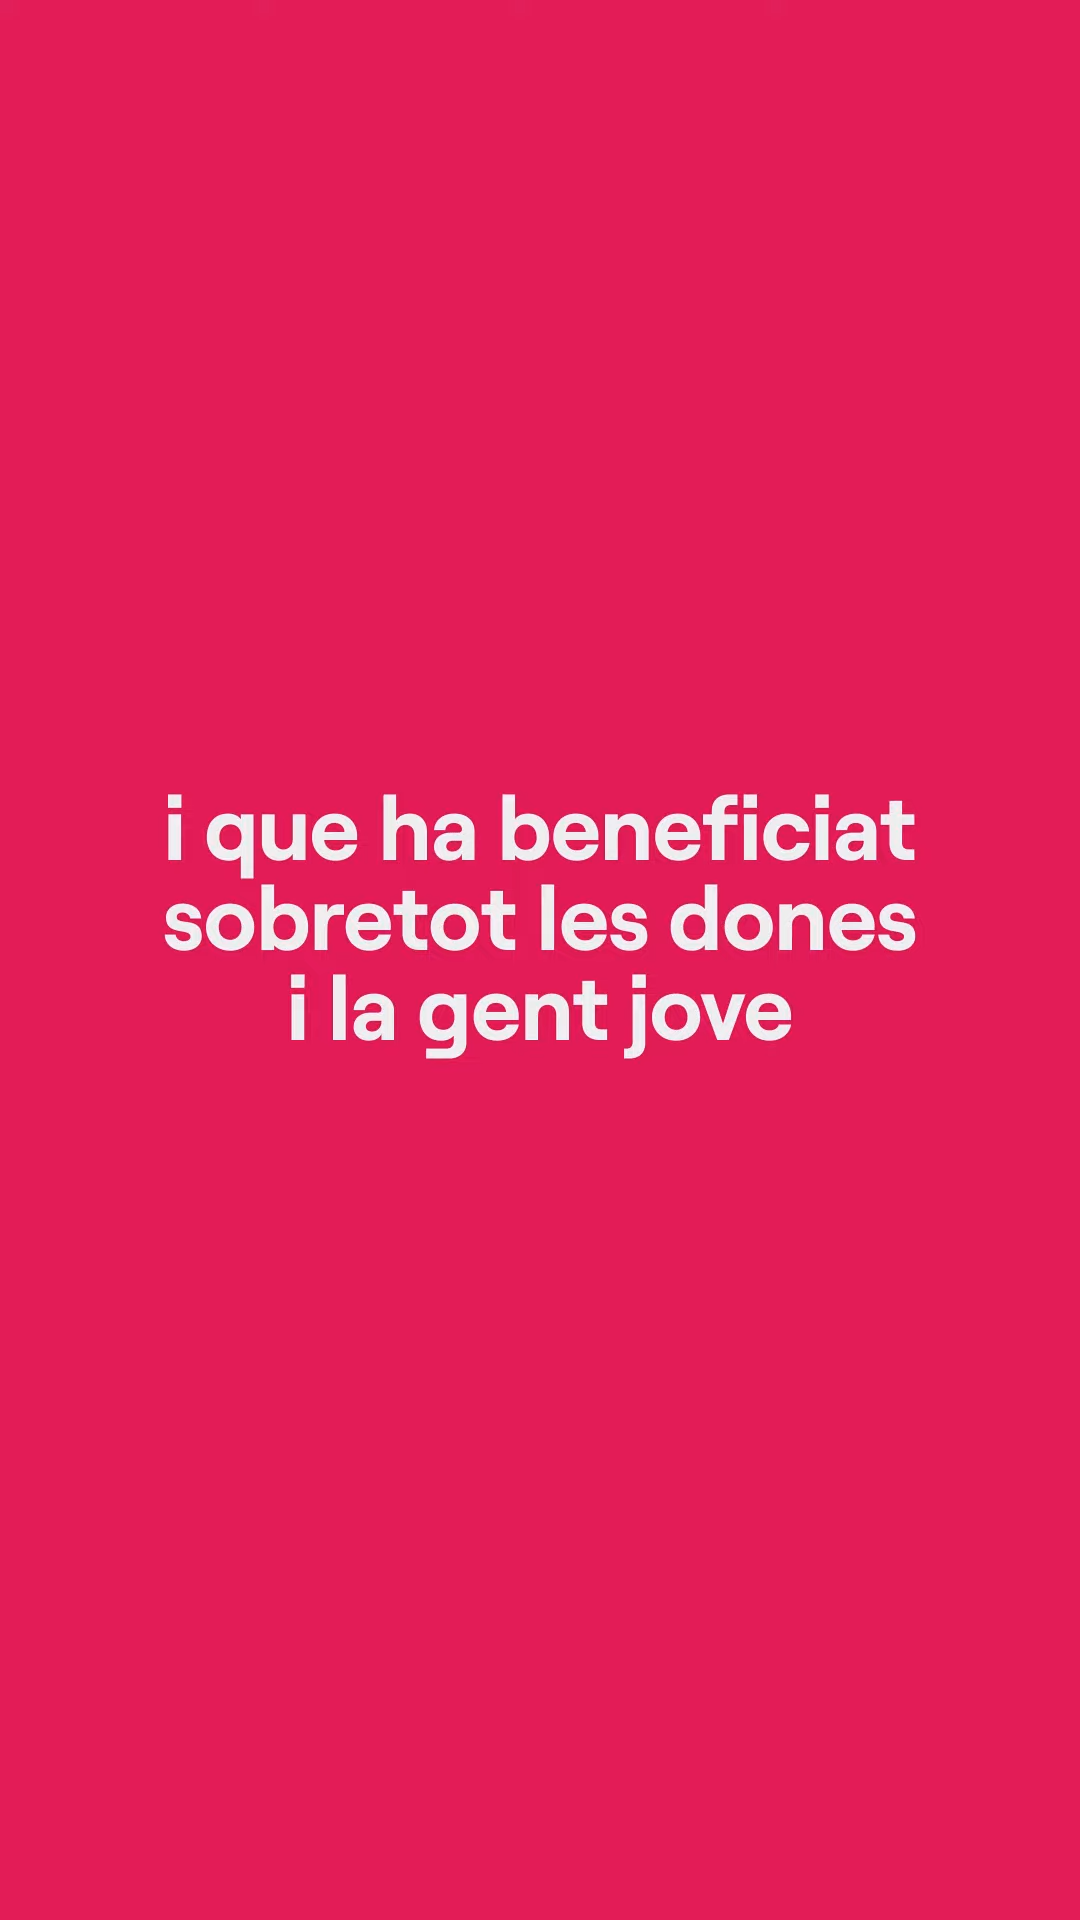 i que ha beneficiat
sobretot les dones
i la gent jove